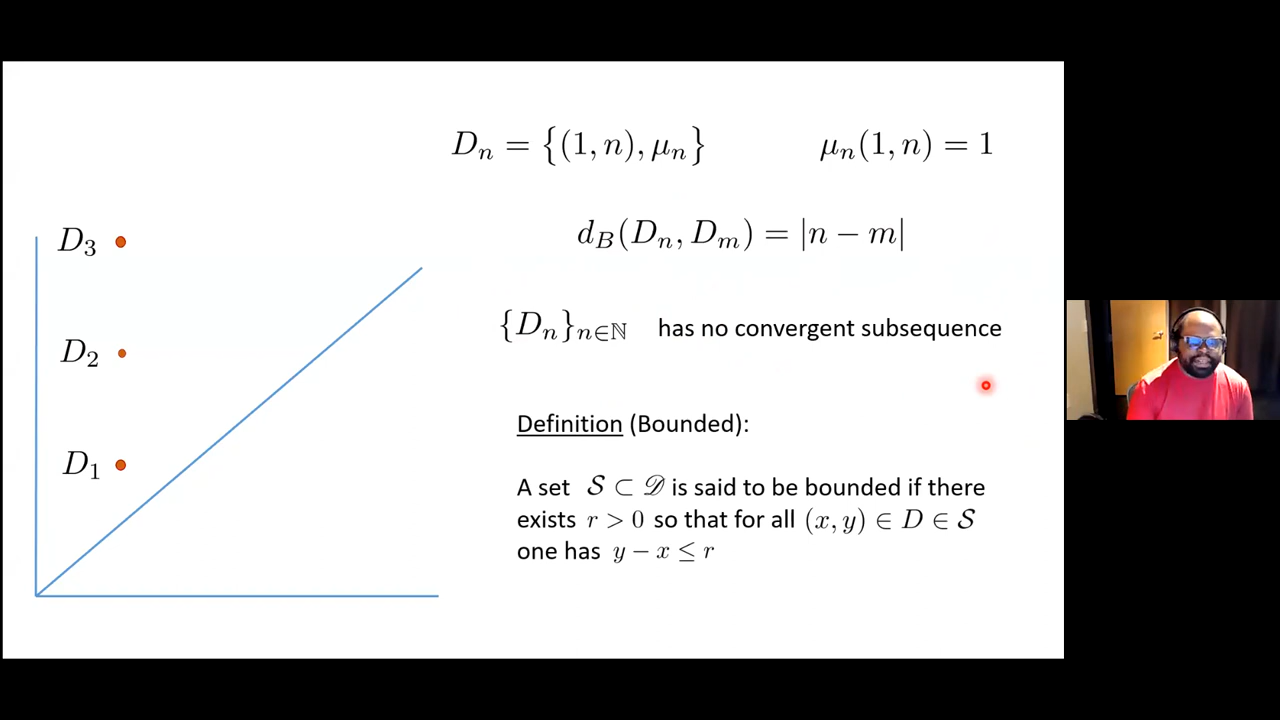 D_n = {(1, n), μ_n}    μ_n(1, n) = 1
d_B(D_n, D_m) = |n − m|
{D_n}_{n∈ℕ} has no convergent subsequence
Definition (Bounded):
A set 𝒮 ⊂ 𝒟 is said to be bounded if there
exists r > 0 so that for all (x, y) ∈ D ∈ 𝒮
one has y − x ≤ r
D_3
D_2
D_1